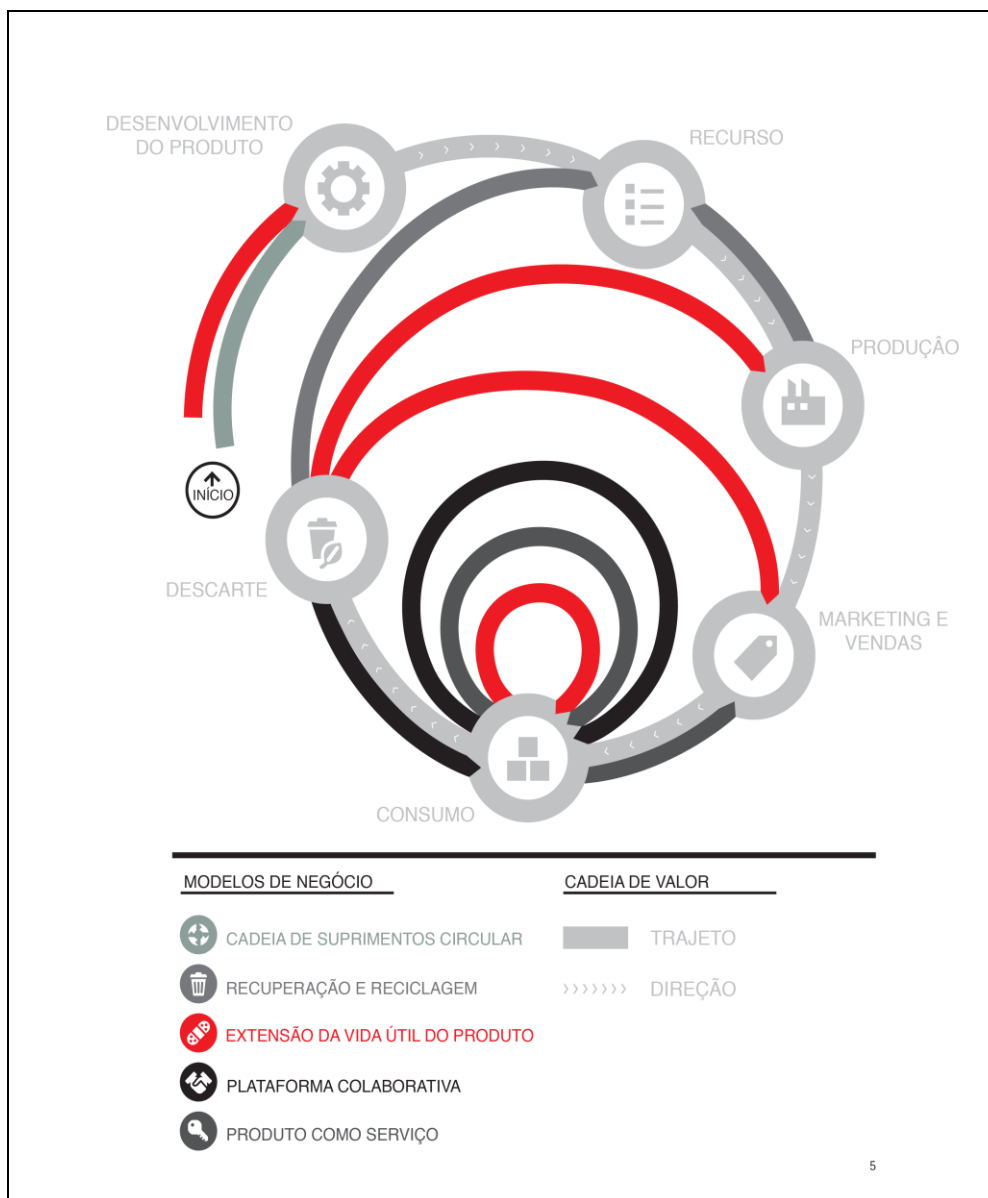 DESENVOLVIMENTO
DO PRODUTO
RECURSO
PRODUÇÂO
INÍCIO
DESCARTE
MARKETING E
VENDAS
CONSUMO
MODELOS DE NEGÓCIO
CADEIA DE VALOR
CADEIA DE SUPRIMENTOS CIRCULAR
TRAJETO
RECUPERAÇÃO E RECICLAGEM
DIREÇÃO
EXTENSÃO DA VIDA ÚTIL DO PRODUTO
PLATAFORMA COLABORATIVA
PRODUTO COMO SERVIÇO
5